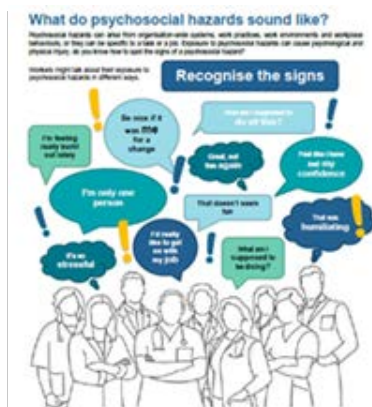 What do psychosocial hazards sound like?
Psychosocial hazards can arise from organisation-wide systems, work practices, work environments and workplace
behaviours, or they can be specific to a task or a job. Exposure to psychosocial hazards can cause psychological and
physical injury, do you know how to spot the signs of a psychosocial hazard?
Workers might talk about their exposure to
psychosocial hazards in different ways.
Recognise the signs
Be nice if it
was me
for a
change
How am I supposed to
do all this?
I'm feeling
really burnt
out lately
Great, not
this again
Feel like I have
lost my
confidence
I'm only one
person
That doesn't seem
fair
That was
humiliating
It's so
stressful
I'd really
like to get
on with
my job
What am I
supposed to
be doing?